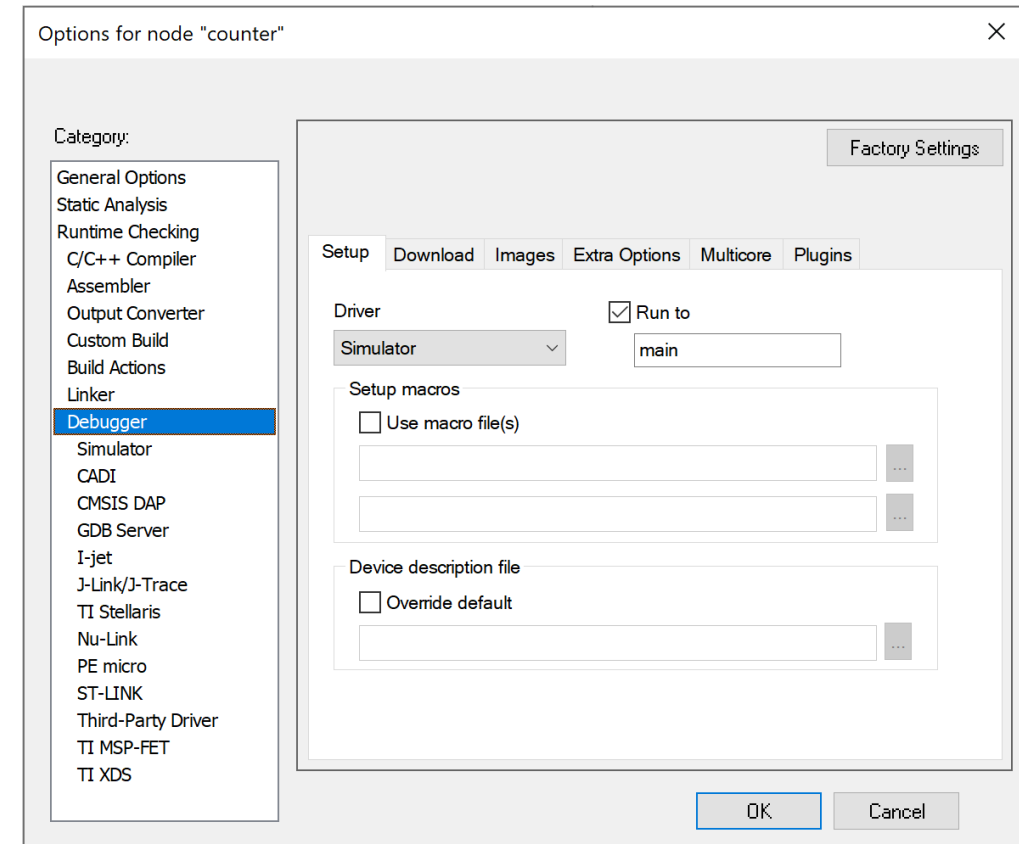 Options for node "counter"
Category:
General Options
Static Analysis
Runtime Checking
C/C++ Compiler
Assembler
Output Converter
Custom Build
Build Actions
Linker
Debugger
Simulator
CADI
CMSIS DAP
GDB Server
I-jet
J-Link/J-Trace
TI Stellaris
Nu-Link
PE micro
ST-LINK
Third-Party Driver
TI MSP-FET
TI XDS
Factory Settings
Setup Download Images Extra Options Multicore Plugins
Driver Run to
Simulator main
Setup macros
Use macro file(s)
...
...
Device description file
Override default
...
OK Cancel